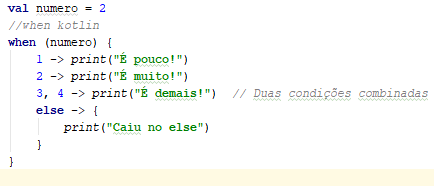 val numero = 2
//when kotlin
when (numero) {
    1 -> print("É pouco!")
    2 -> print("É muito!")
    3, 4 -> print("É demais!")  // Duas condições combinadas
    else -> {
        print("Caiu no else")
    }
}